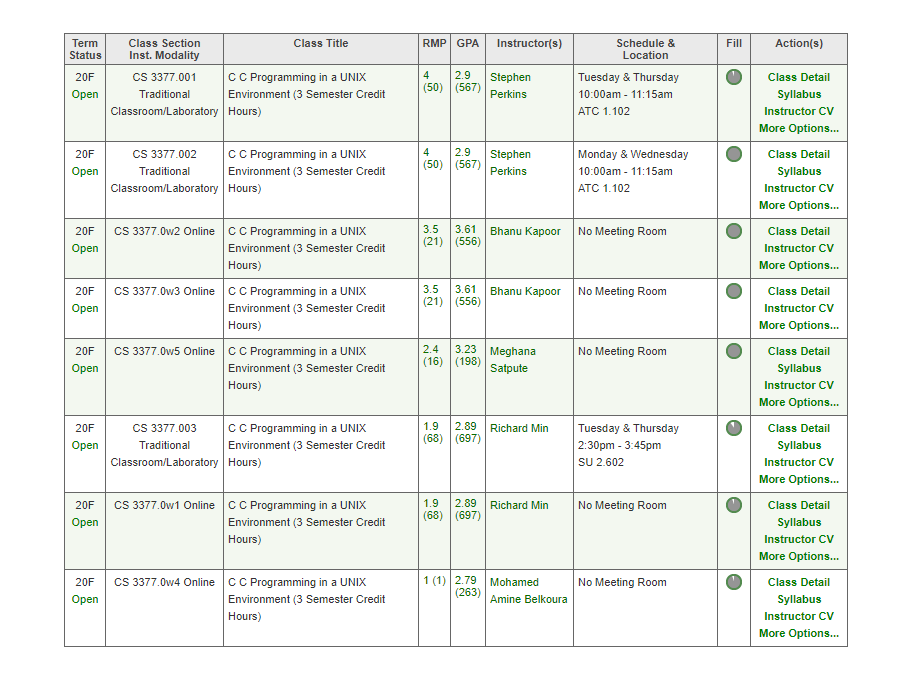 Term Status
Class Section Inst. Modality
Class Title
RMP
GPA
Instructor(s)
Schedule & Location
Fill
Action(s)
20F
Open
CS 3377.001
Traditional
Classroom/Laboratory
C C Programming in a UNIX
Environment (3 Semester Credit
Hours)
4
(50)
2.9
(567)
Stephen
Perkins
Tuesday & Thursday
10:00am - 11:15am
ATC 1.102
Class Detail
Syllabus
Instructor CV
More Options...
20F
Open
CS 3377.002
Traditional
Classroom/Laboratory
C C Programming in a UNIX
Environment (3 Semester Credit
Hours)
4
(50)
2.9
(567)
Stephen
Perkins
Monday & Wednesday
10:00am - 11:15am
ATC 1.102
Class Detail
Syllabus
Instructor CV
More Options...
20F
Open
CS 3377.0w2 Online
C C Programming in a UNIX
Environment (3 Semester Credit
Hours)
3.5
(21)
3.61
(556)
Bhanu Kapoor
No Meeting Room
Class Detail
Instructor CV
More Options...
20F
Open
CS 3377.0w3 Online
C C Programming in a UNIX
Environment (3 Semester Credit
Hours)
3.5
(21)
3.61
(556)
Bhanu Kapoor
No Meeting Room
Class Detail
Instructor CV
More Options...
20F
Open
CS 3377.0w5 Online
C C Programming in a UNIX
Environment (3 Semester Credit
Hours)
2.4
(16)
3.23
(198)
Meghana
Satpute
No Meeting Room
Class Detail
Syllabus
Instructor CV
More Options...
20F
Open
CS 3377.003
Traditional
Classroom/Laboratory
C C Programming in a UNIX
Environment (3 Semester Credit
Hours)
1.9
(68)
2.89
(697)
Richard Min
Tuesday & Thursday
2:30pm - 3:45pm
SU 2.602
Class Detail
Syllabus
Instructor CV
More Options...
20F
Open
CS 3377.0w1 Online
C C Programming in a UNIX
Environment (3 Semester Credit
Hours)
1.9
(68)
2.89
(697)
Richard Min
No Meeting Room
Class Detail
Syllabus
Instructor CV
More Options...
20F
Open
CS 3377.0w4 Online
C C Programming in a UNIX
Environment (3 Semester Credit
Hours)
1 (1)
2.79
(263)
Mohamed
Amine Belkoura
No Meeting Room
Class Detail
Syllabus
Instructor CV
More Options...